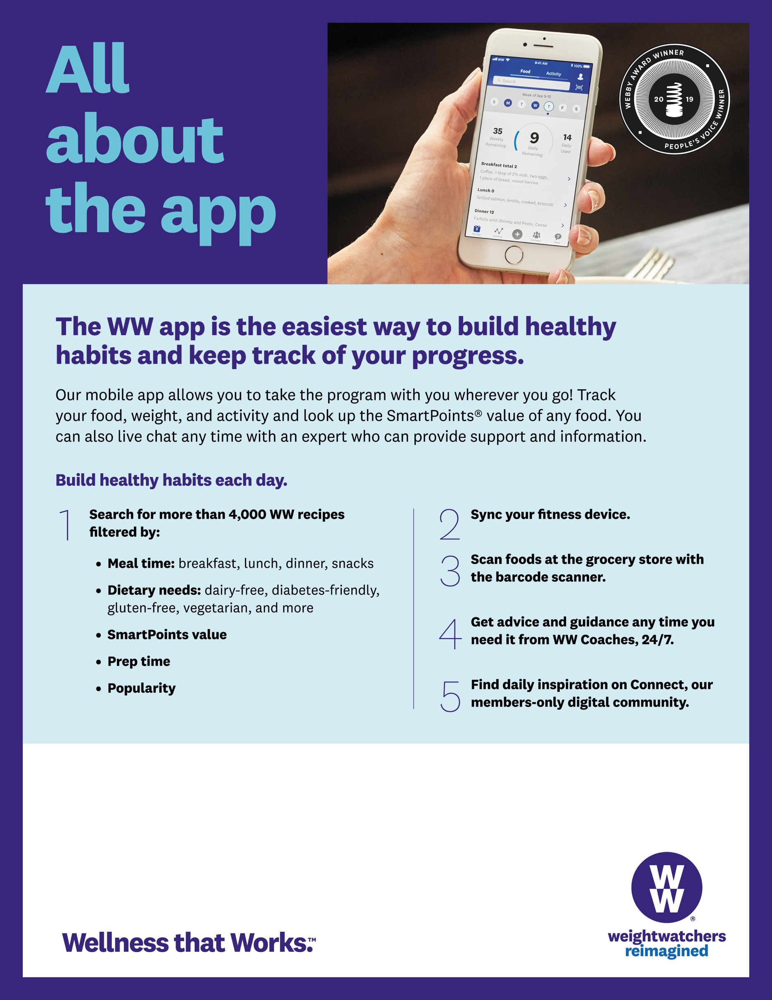 All
about
the app
WW
9:41 AM
100%
Food
Activity
Search
Week of Sep 9-15
S M T W T F S
35
Weekly
Remaining
9
Daily
Remaining
14
Daily
Used
Breakfast total 2
Coffee, 1 tbsp of 2% milk, two eggs,
1 piece of bread, mixed berries
Lunch 0
Grilled salmon, lentils, cooked, broccoli
Dinner 12
Farfalle with Shrimp and Pesto, Cense
5
My Day
Journey
Connect
Help
WEBBY AWARD WINNER
20 19
PEOPLE'S VOICE WINNER
The WW app is the easiest way to build healthy
habits and keep track of your progress.
Our mobile app allows you to take the program with you wherever you go! Track
your food, weight, and activity and look up the SmartPoints® value of any food. You
can also live chat any time with an expert who can provide support and information.
Build healthy habits each day.
1 Search for more than 4,000 WW recipes
filtered by:
• Meal time: breakfast, lunch, dinner, snacks
• Dietary needs: dairy-free, diabetes-friendly,
gluten-free, vegetarian, and more
• SmartPoints value
• Prep time
• Popularity
2 Sync your fitness device.
3 Scan foods at the grocery store with
the barcode scanner.
4 Get advice and guidance any time you
need it from WW Coaches, 24/7.
5 Find daily inspiration on Connect, our
members-only digital community.
Wellness that Works.™
W
W
®
weightwatchers
reimagined